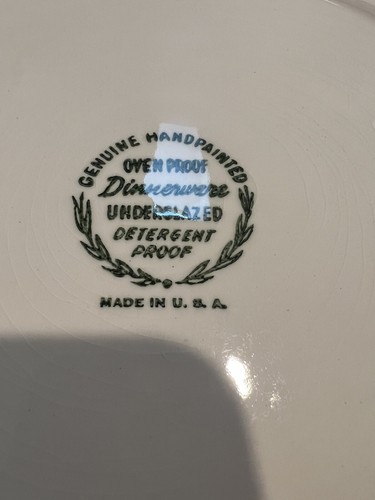 GENUINE HANDPAINTED
OVEN PROOF
Dinnerware
UNDERGLAZED
DETERGENT
PROOF
MADE IN U. S. A.